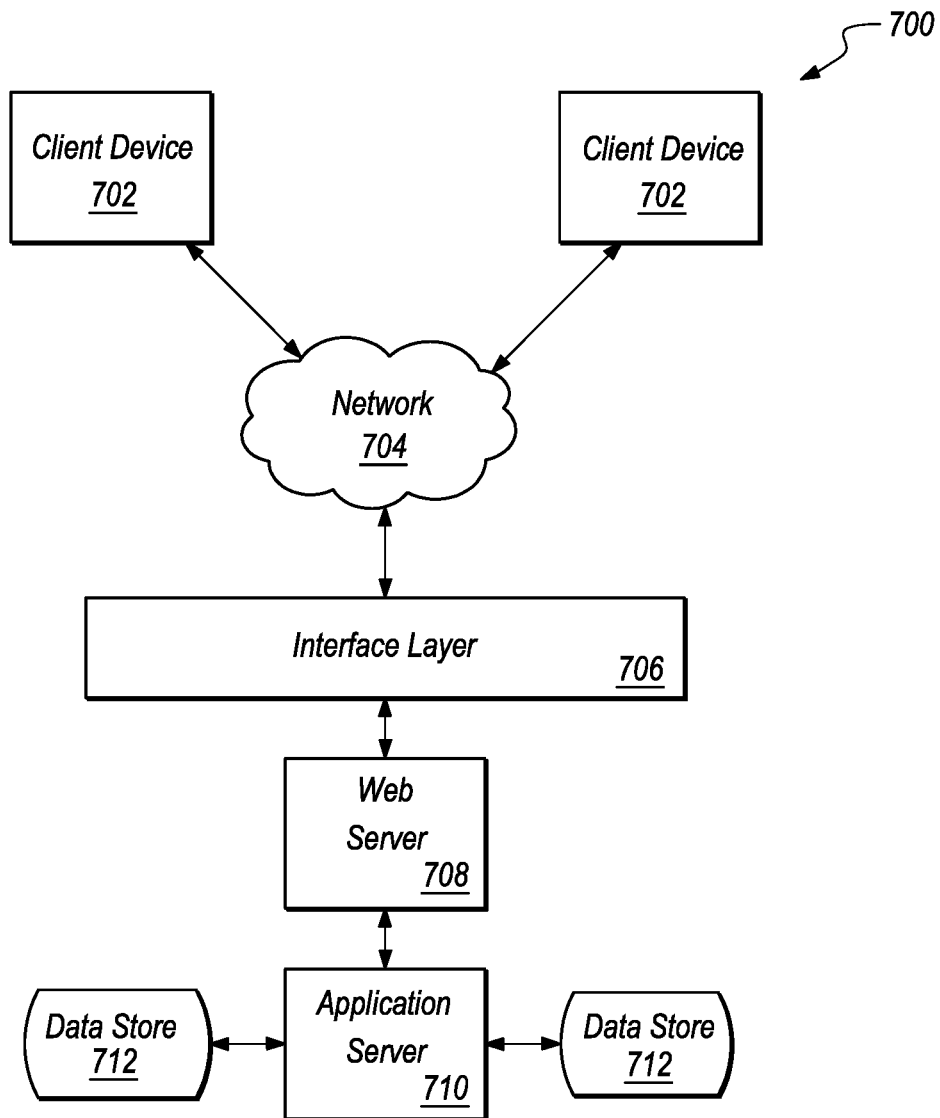 700
Client Device
702
Client Device
702
Network
704
Interface Layer
706
Web
Server
708
Data Store
712
Application
Server
710
Data Store
712